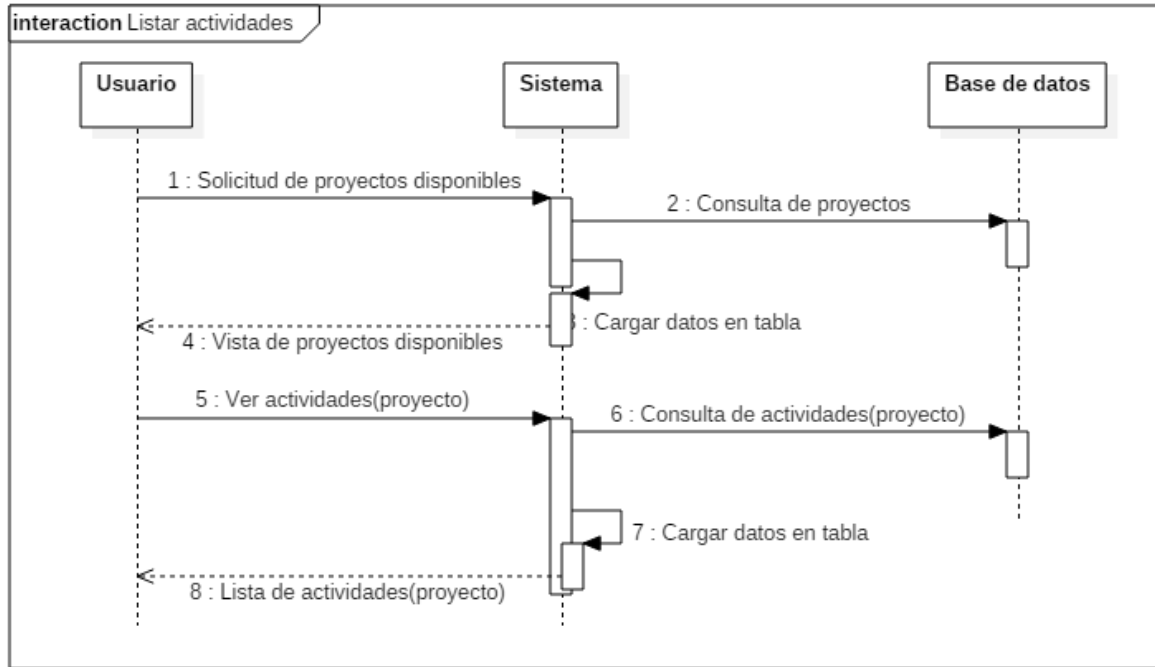 interaction Listar actividades
Usuario
Sistema
Base de datos
1 : Solicitud de proyectos disponibles
2 : Consulta de proyectos
3 : Cargar datos en tabla
4 : Vista de proyectos disponibles
5 : Ver actividades(proyecto)
6 : Consulta de actividades(proyecto)
7 : Cargar datos en tabla
8 : Lista de actividades(proyecto)